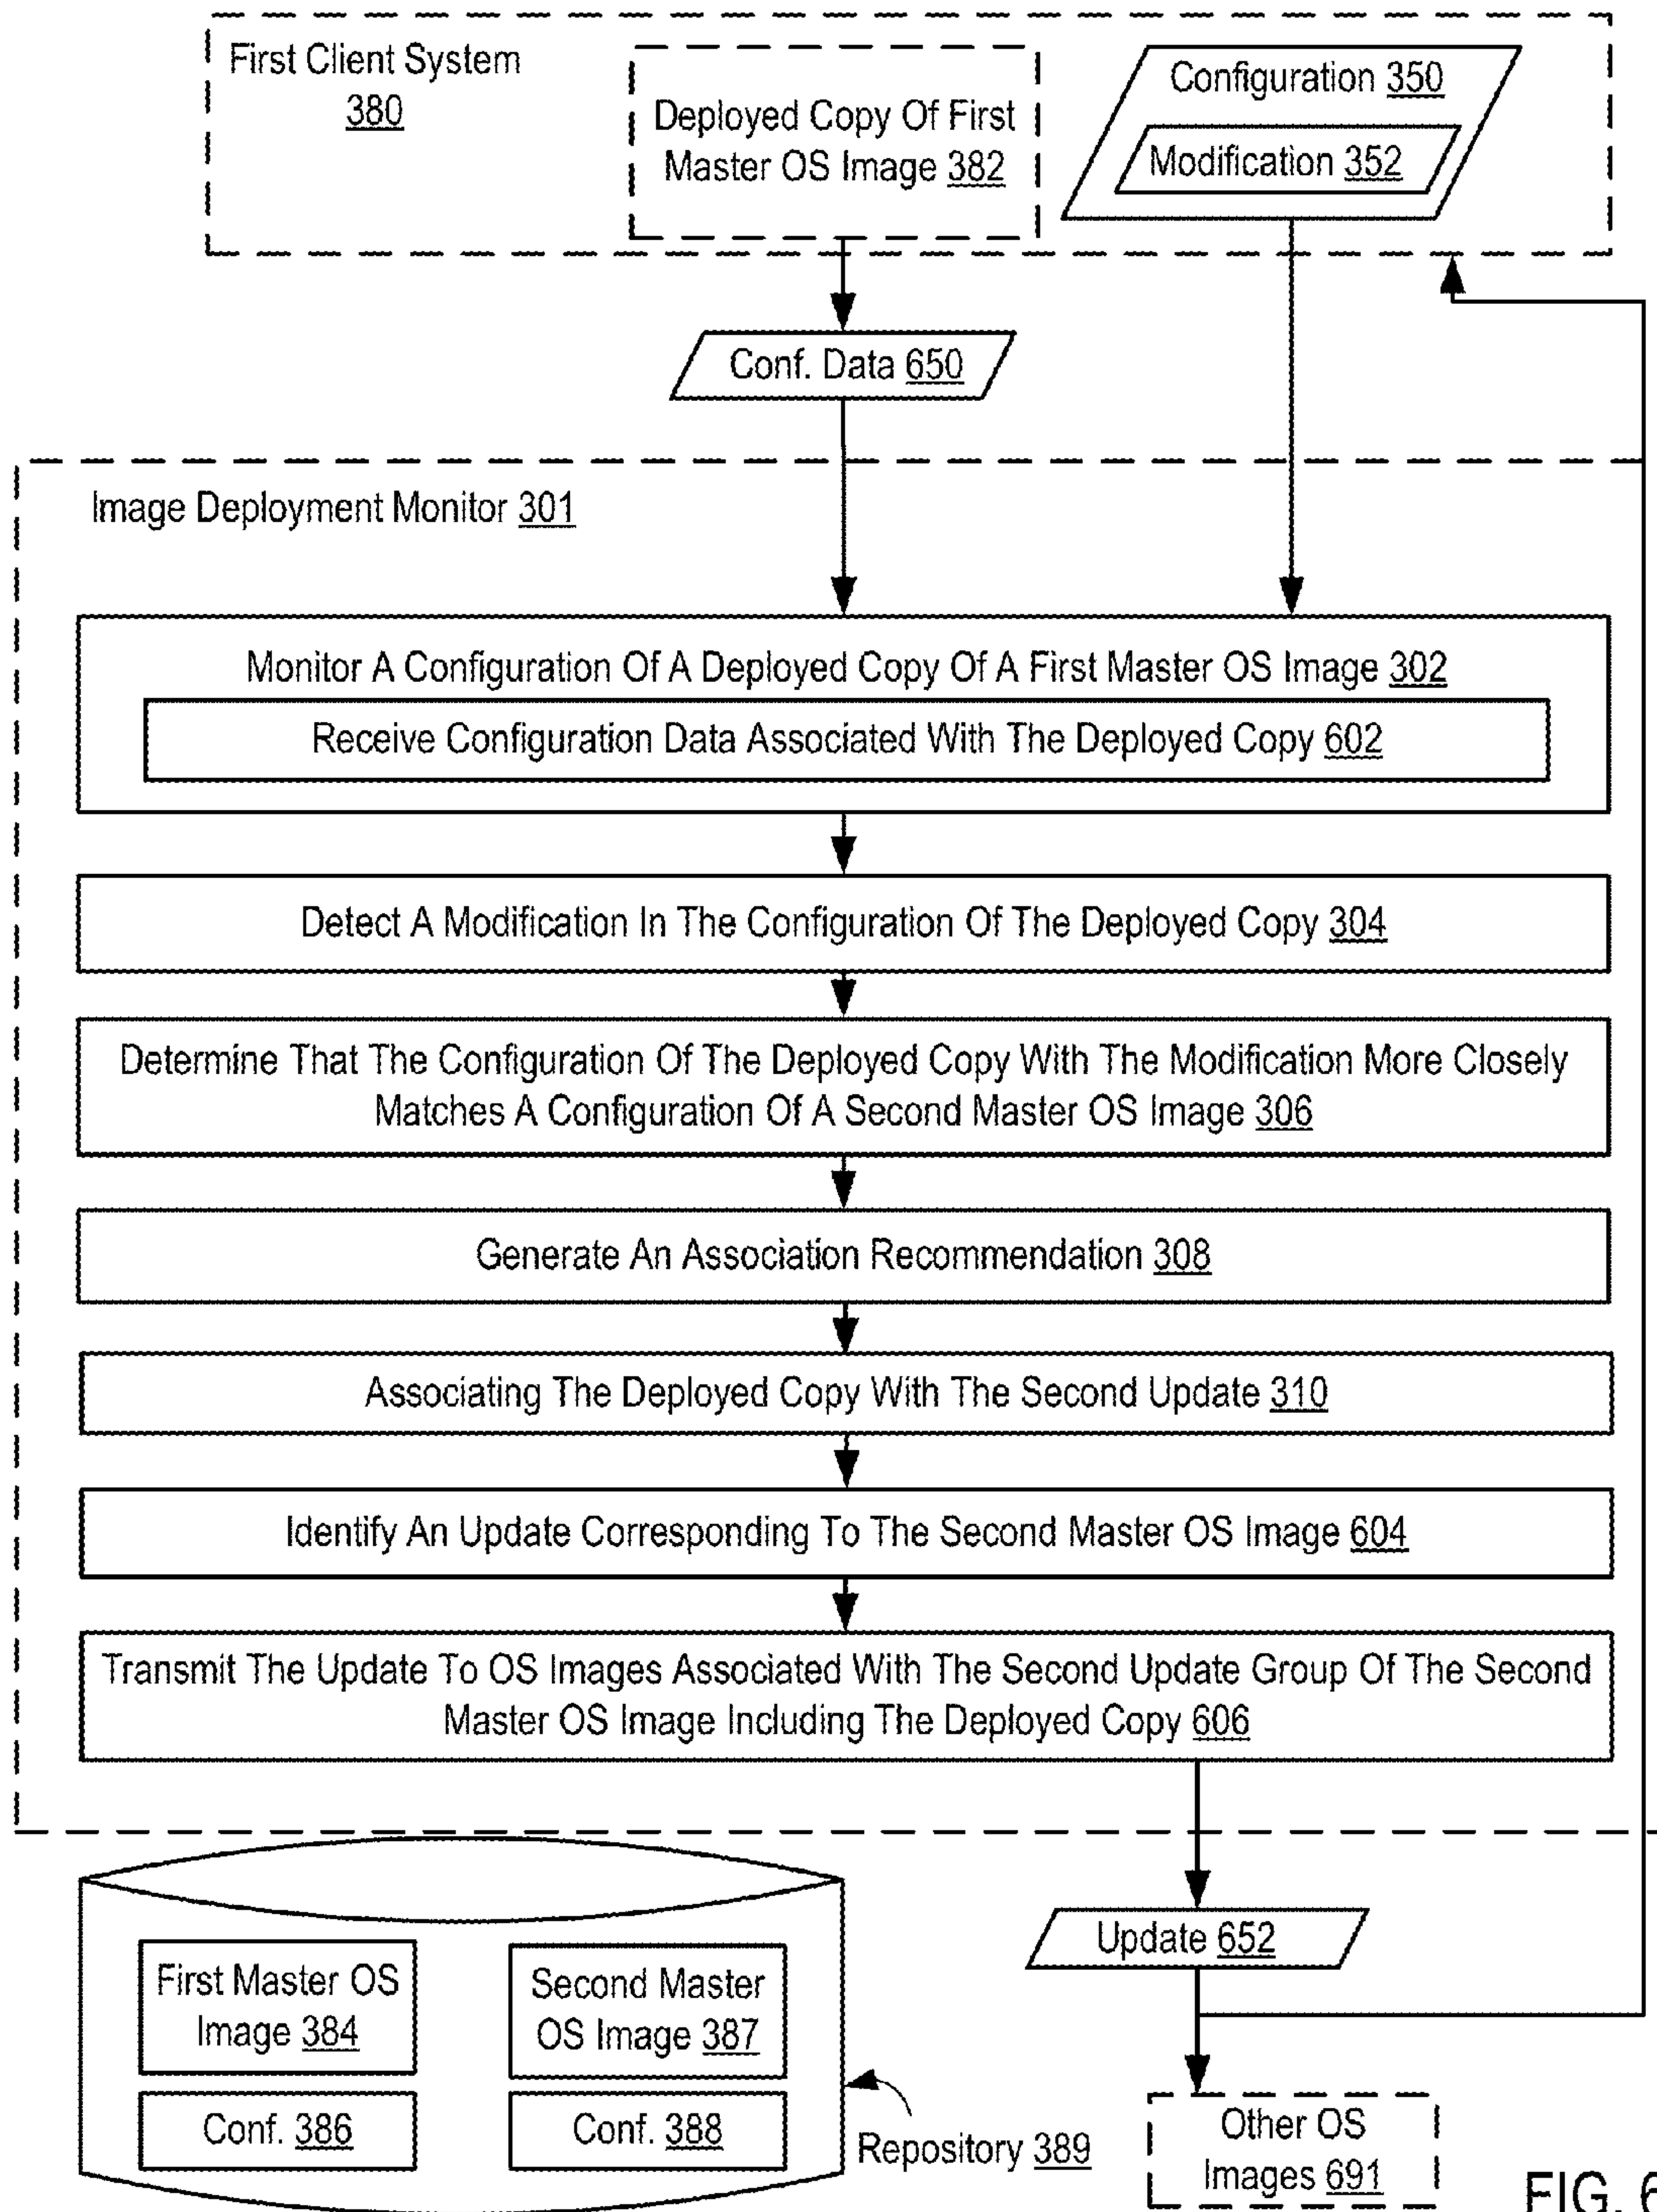 First Client System
380
Deployed Copy Of First
Master OS Image 382
Configuration 350
Modification 352
Conf. Data 650
Image Deployment Monitor 301
Monitor A Configuration Of A Deployed Copy Of A First Master OS Image 302
Receive Configuration Data Associated With The Deployed Copy 602
Detect A Modification In The Configuration Of The Deployed Copy 304
Determine That The Configuration Of The Deployed Copy With The Modification More Closely
Matches A Configuration Of A Second Master OS Image 306
Generate An Association Recommendation 308
Associating The Deployed Copy With The Second Update 310
Identify An Update Corresponding To The Second Master OS Image 604
Transmit The Update To OS Images Associated With The Second Update Group Of The Second
Master OS Image Including The Deployed Copy 606
Update 652
First Master OS
Image 384
Second Master
OS Image 387
Conf. 386
Conf. 388
Repository 389
Other OS
Images 691
FIG. 6